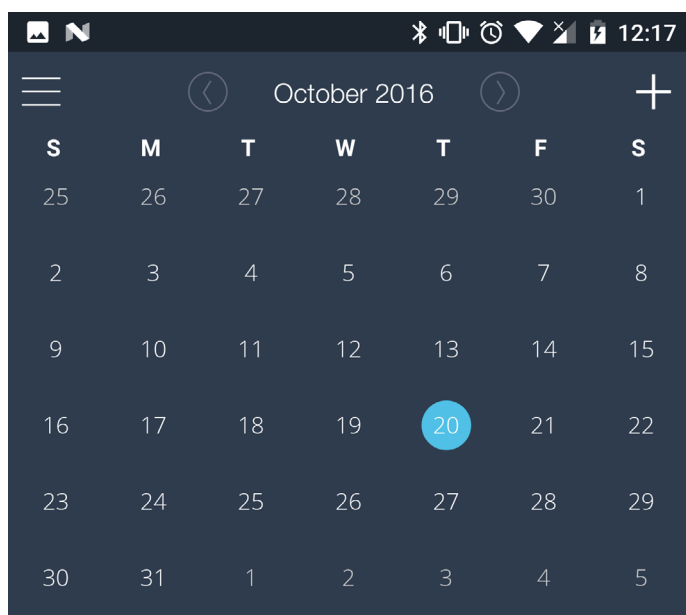 12:17
October 2016
S M T W T F S
25 26 27 28 29 30 1
2 3 4 5 6 7 8
9 10 11 12 13 14 15
16 17 18 19 20 21 22
23 24 25 26 27 28 29
30 31 1 2 3 4 5